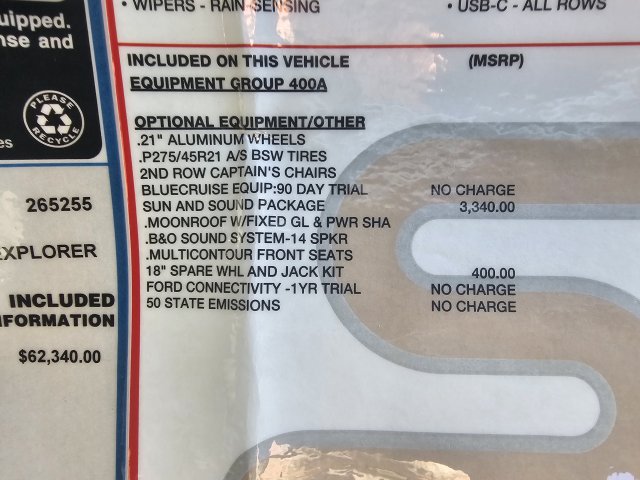 • WIPERS - RAIN-SENSING
• USB-C - ALL ROWS
uipped.
nse and
PLEASE
RECYCLE
es
265255
EXPLORER
INCLUDED
NFORMATION
$62,340.00
INCLUDED ON THIS VEHICLE (MSRP)
EQUIPMENT GROUP 400A
OPTIONAL EQUIPMENT/OTHER
.21" ALUMINUM WHEELS
.P275/45R21 A/S BSW TIRES
2ND ROW CAPTAIN'S CHAIRS
BLUECRUISE EQUIP:90 DAY TRIAL NO CHARGE
SUN AND SOUND PACKAGE 3,340.00
.MOONROOF W/FIXED GL & PWR SHA
.B&O SOUND SYSTEM-14 SPKR
.MULTICONTOUR FRONT SEATS
18" SPARE WHL AND JACK KIT 400.00
FORD CONNECTIVITY -1YR TRIAL NO CHARGE
50 STATE EMISSIONS NO CHARGE